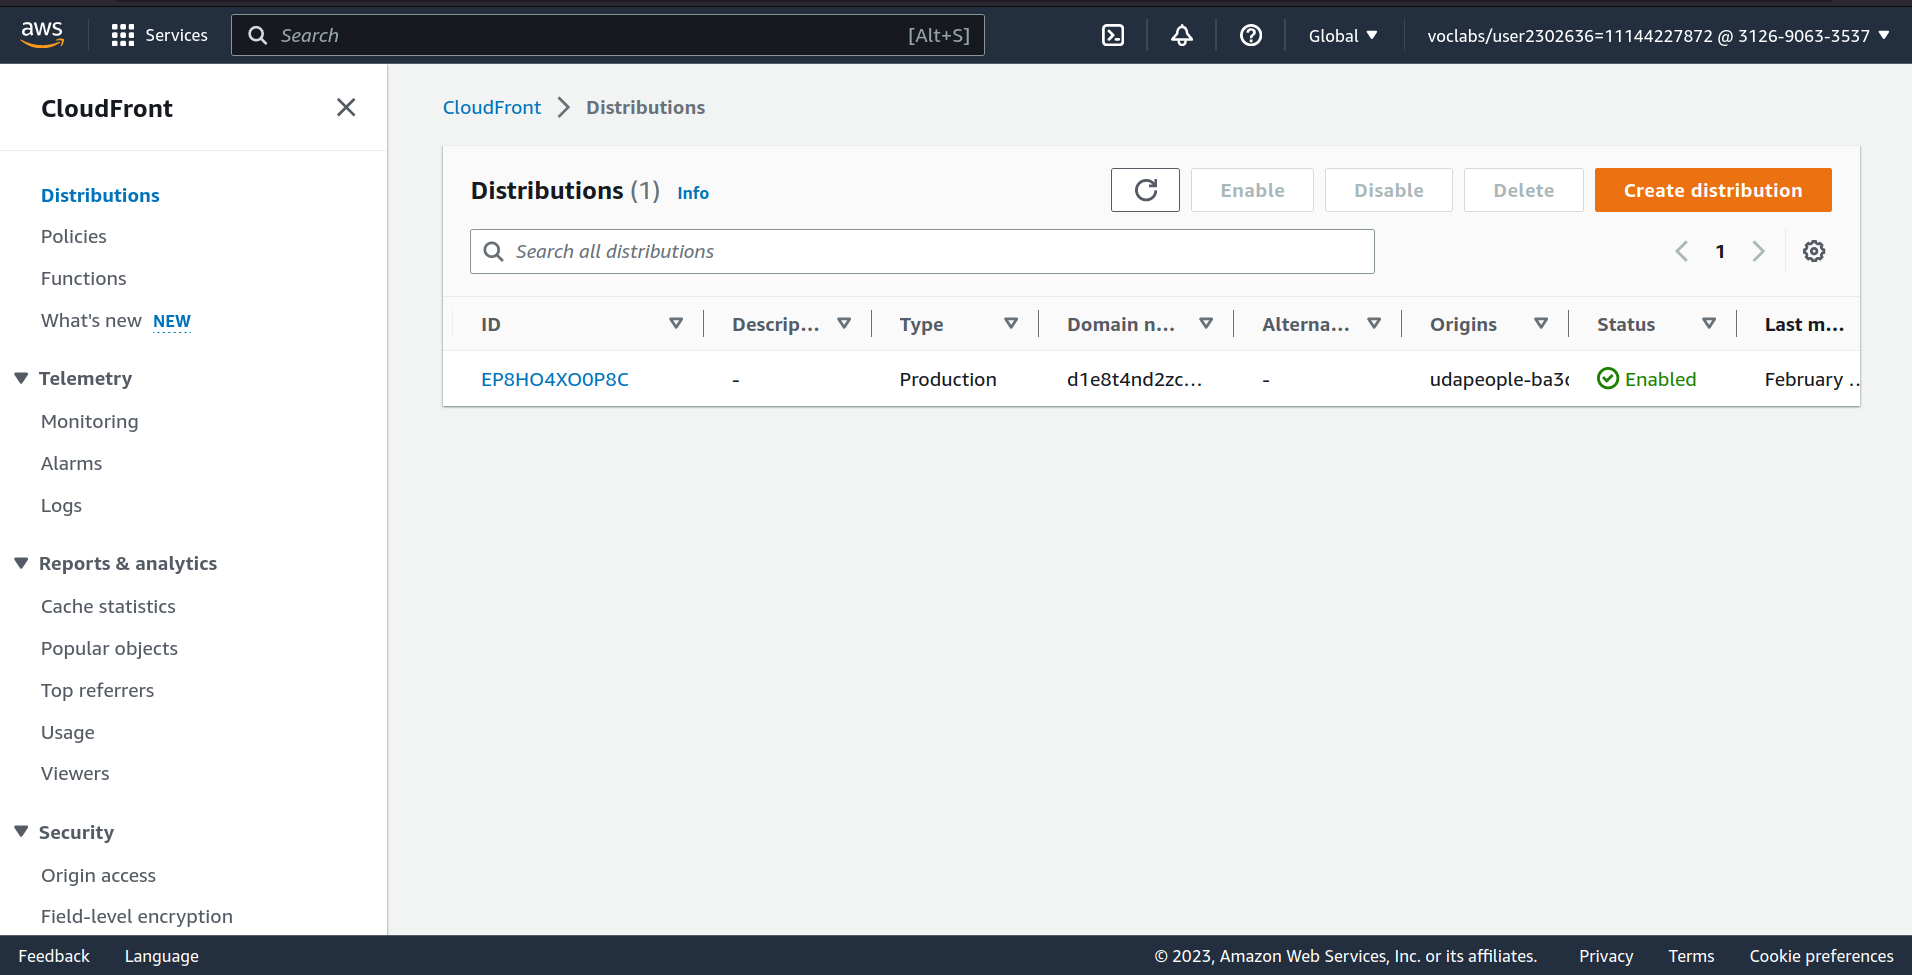 aws
Services
Search
[Alt+S]
Global
voclabs/user2302636=11144227872 @ 3126-9063-3537
CloudFront
Distributions
Policies
Functions
What's new NEW
Telemetry
Monitoring
Alarms
Logs
Reports & analytics
Cache statistics
Popular objects
Top referrers
Usage
Viewers
Security
Origin access
Field-level encryption
CloudFront Distributions
Distributions (1) Info
Enable
Disable
Delete
Create distribution
Search all distributions
1
ID Descrip... Type Domain n... Alterna... Origins Status Last m...
EP8HO4XO0P8C - Production d1e8t4nd2zc... - udapeople-ba3c Enabled February ...
Feedback Language © 2023, Amazon Web Services, Inc. or its affiliates. Privacy Terms Cookie preferences